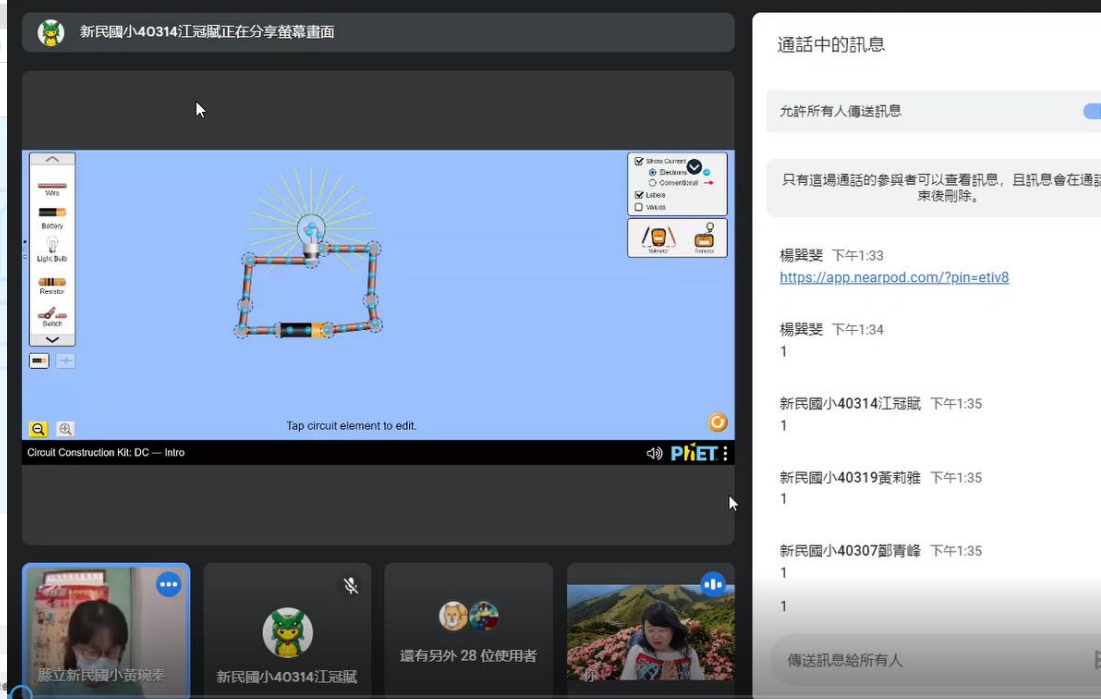 新民國小40314江冠賦正在分享螢幕畫面
Wire
Battery
Light Bulb
Resistor
Switch
Show Current
Electrons
Conventional
Labels
Values
Voltmeter
Ammeter
Tap circuit element to edit.
Circuit Construction Kit: DC — Intro
PhET
縣立新民國小黃琬秦
新民國小40314江冠賦
還有另外 28 位使用者
你
通話中的訊息
允許所有人傳送訊息
只有這場通話的參與者可以查看訊息，且訊息會在通話
束後刪除。
楊巽斐 下午1:33
https://app.nearpod.com/?pin=etiv8
楊巽斐 下午1:34
1
新民國小40314江冠賦 下午1:35
1
新民國小40319黃莉雅 下午1:35
1
新民國小40307鄭青峰 下午1:35
1
1
傳送訊息給所有人